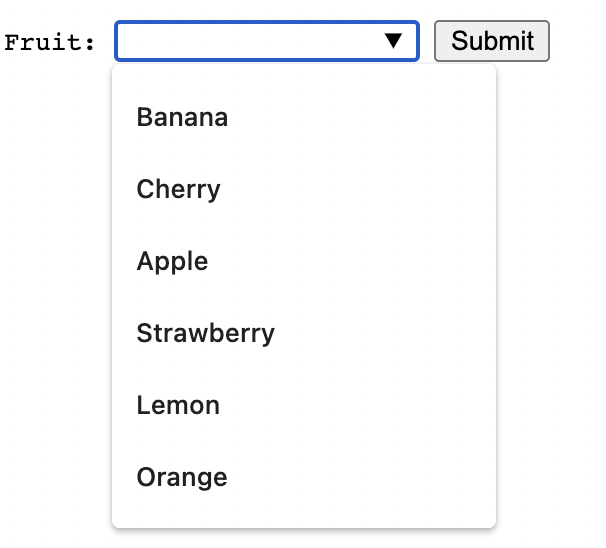 Fruit: Submit
Banana
Cherry
Apple
Strawberry
Lemon
Orange